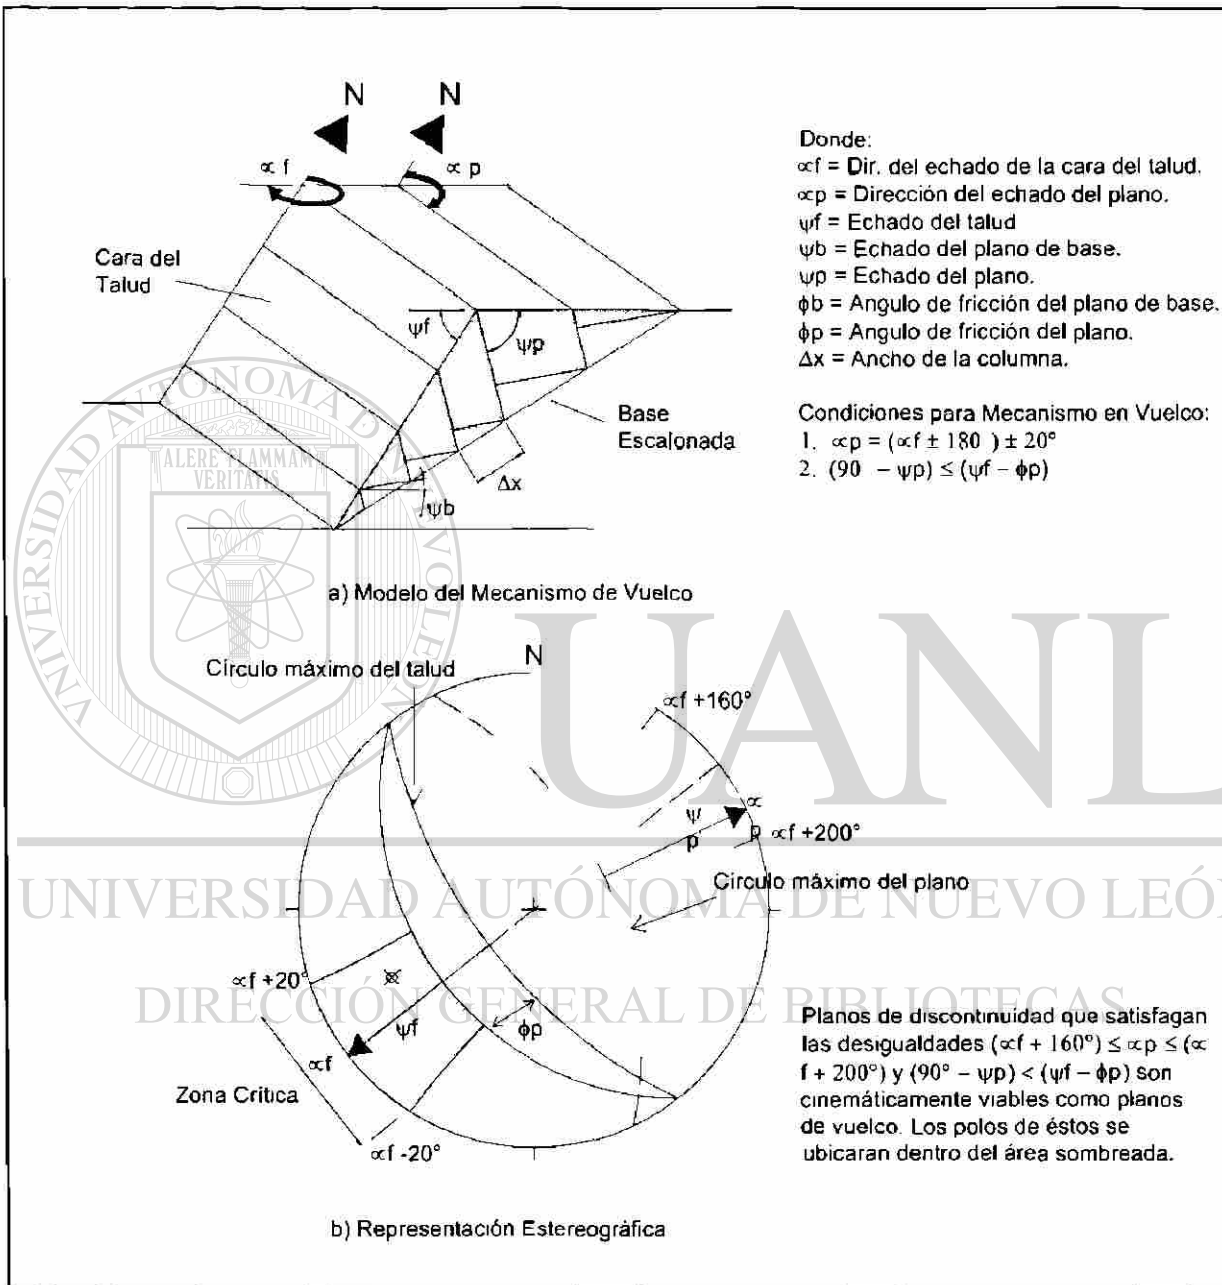 N
N
∝ f
∝ p
Cara del
Talud
ψf
ψp
Base
Escalonada
Δx
ψb
a) Modelo del Mecanismo de Vuelco
Donde:
∝f = Dir. del echado de la cara del talud.
∝p = Dirección del echado del plano.
ψf = Echado del talud
ψb = Echado del plano de base.
ψp = Echado del plano.
ϕb = Angulo de fricción del plano de base.
ϕp = Angulo de fricción del plano.
Δx = Ancho de la columna.
Condiciones para Mecanismo en Vuelco:
1. ∝p = (∝f ± 180 ) ± 20°
2. (90 - ψp) ≤ (ψf - ϕp)
UNIVERSIDAD AUTONOMA DE NUEVO LEON
ALERE FLAMMAM
VERITATIS
UANL
UNIVERSIDAD AUTÓNOMA DE NUEVO LEÓ
DIRECCIÓN GENERAL DE BIBLIOTECAS
Círculo máximo del talud
N
∝f +160°
∝
p
ψ
p
∝f +200°
Círculo máximo del plano
∝f +20°
ψf
ϕp
∝f
Zona Crítica
∝f -20°
Planos de discontinuidad que satisfagan
las desigualdades (∝f + 160°) ≤ ∝p ≤ (∝
f + 200°) y (90° - ψp) < (ψf - ϕp) son
cinemáticamente viables como planos
de vuelco. Los polos de éstos se
ubicaran dentro del área sombreada.
b) Representación Estereográfica